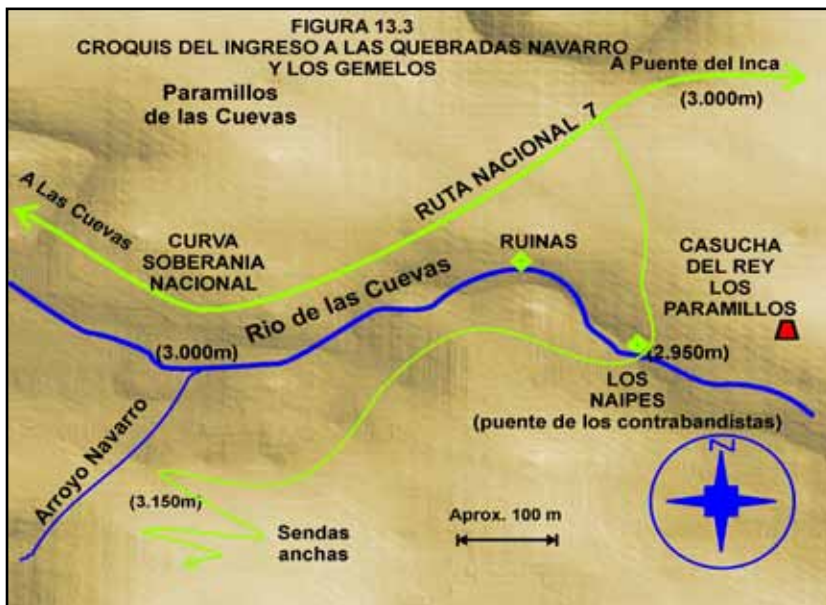 FIGURA 13.3
CROQUIS DEL INGRESO A LAS QUEBRADAS NAVARRO
Y LOS GEMELOS
A Puente del Inca
(3.000m)
Paramillos
de las Cuevas
RUTA NACIONAL 7
A Las Cuevas
CURVA
SOBERANIA
NACIONAL
RUINAS
CASUCHA
DEL REY
LOS
PARAMILLOS
Rio de las Cuevas
(3.000m)
(2.950m)
LOS
NAIPES
(puente de los contrabandistas)
Arroyo Navarro
(3.150m)
Sendas
anchas
Aprox. 100 m
N